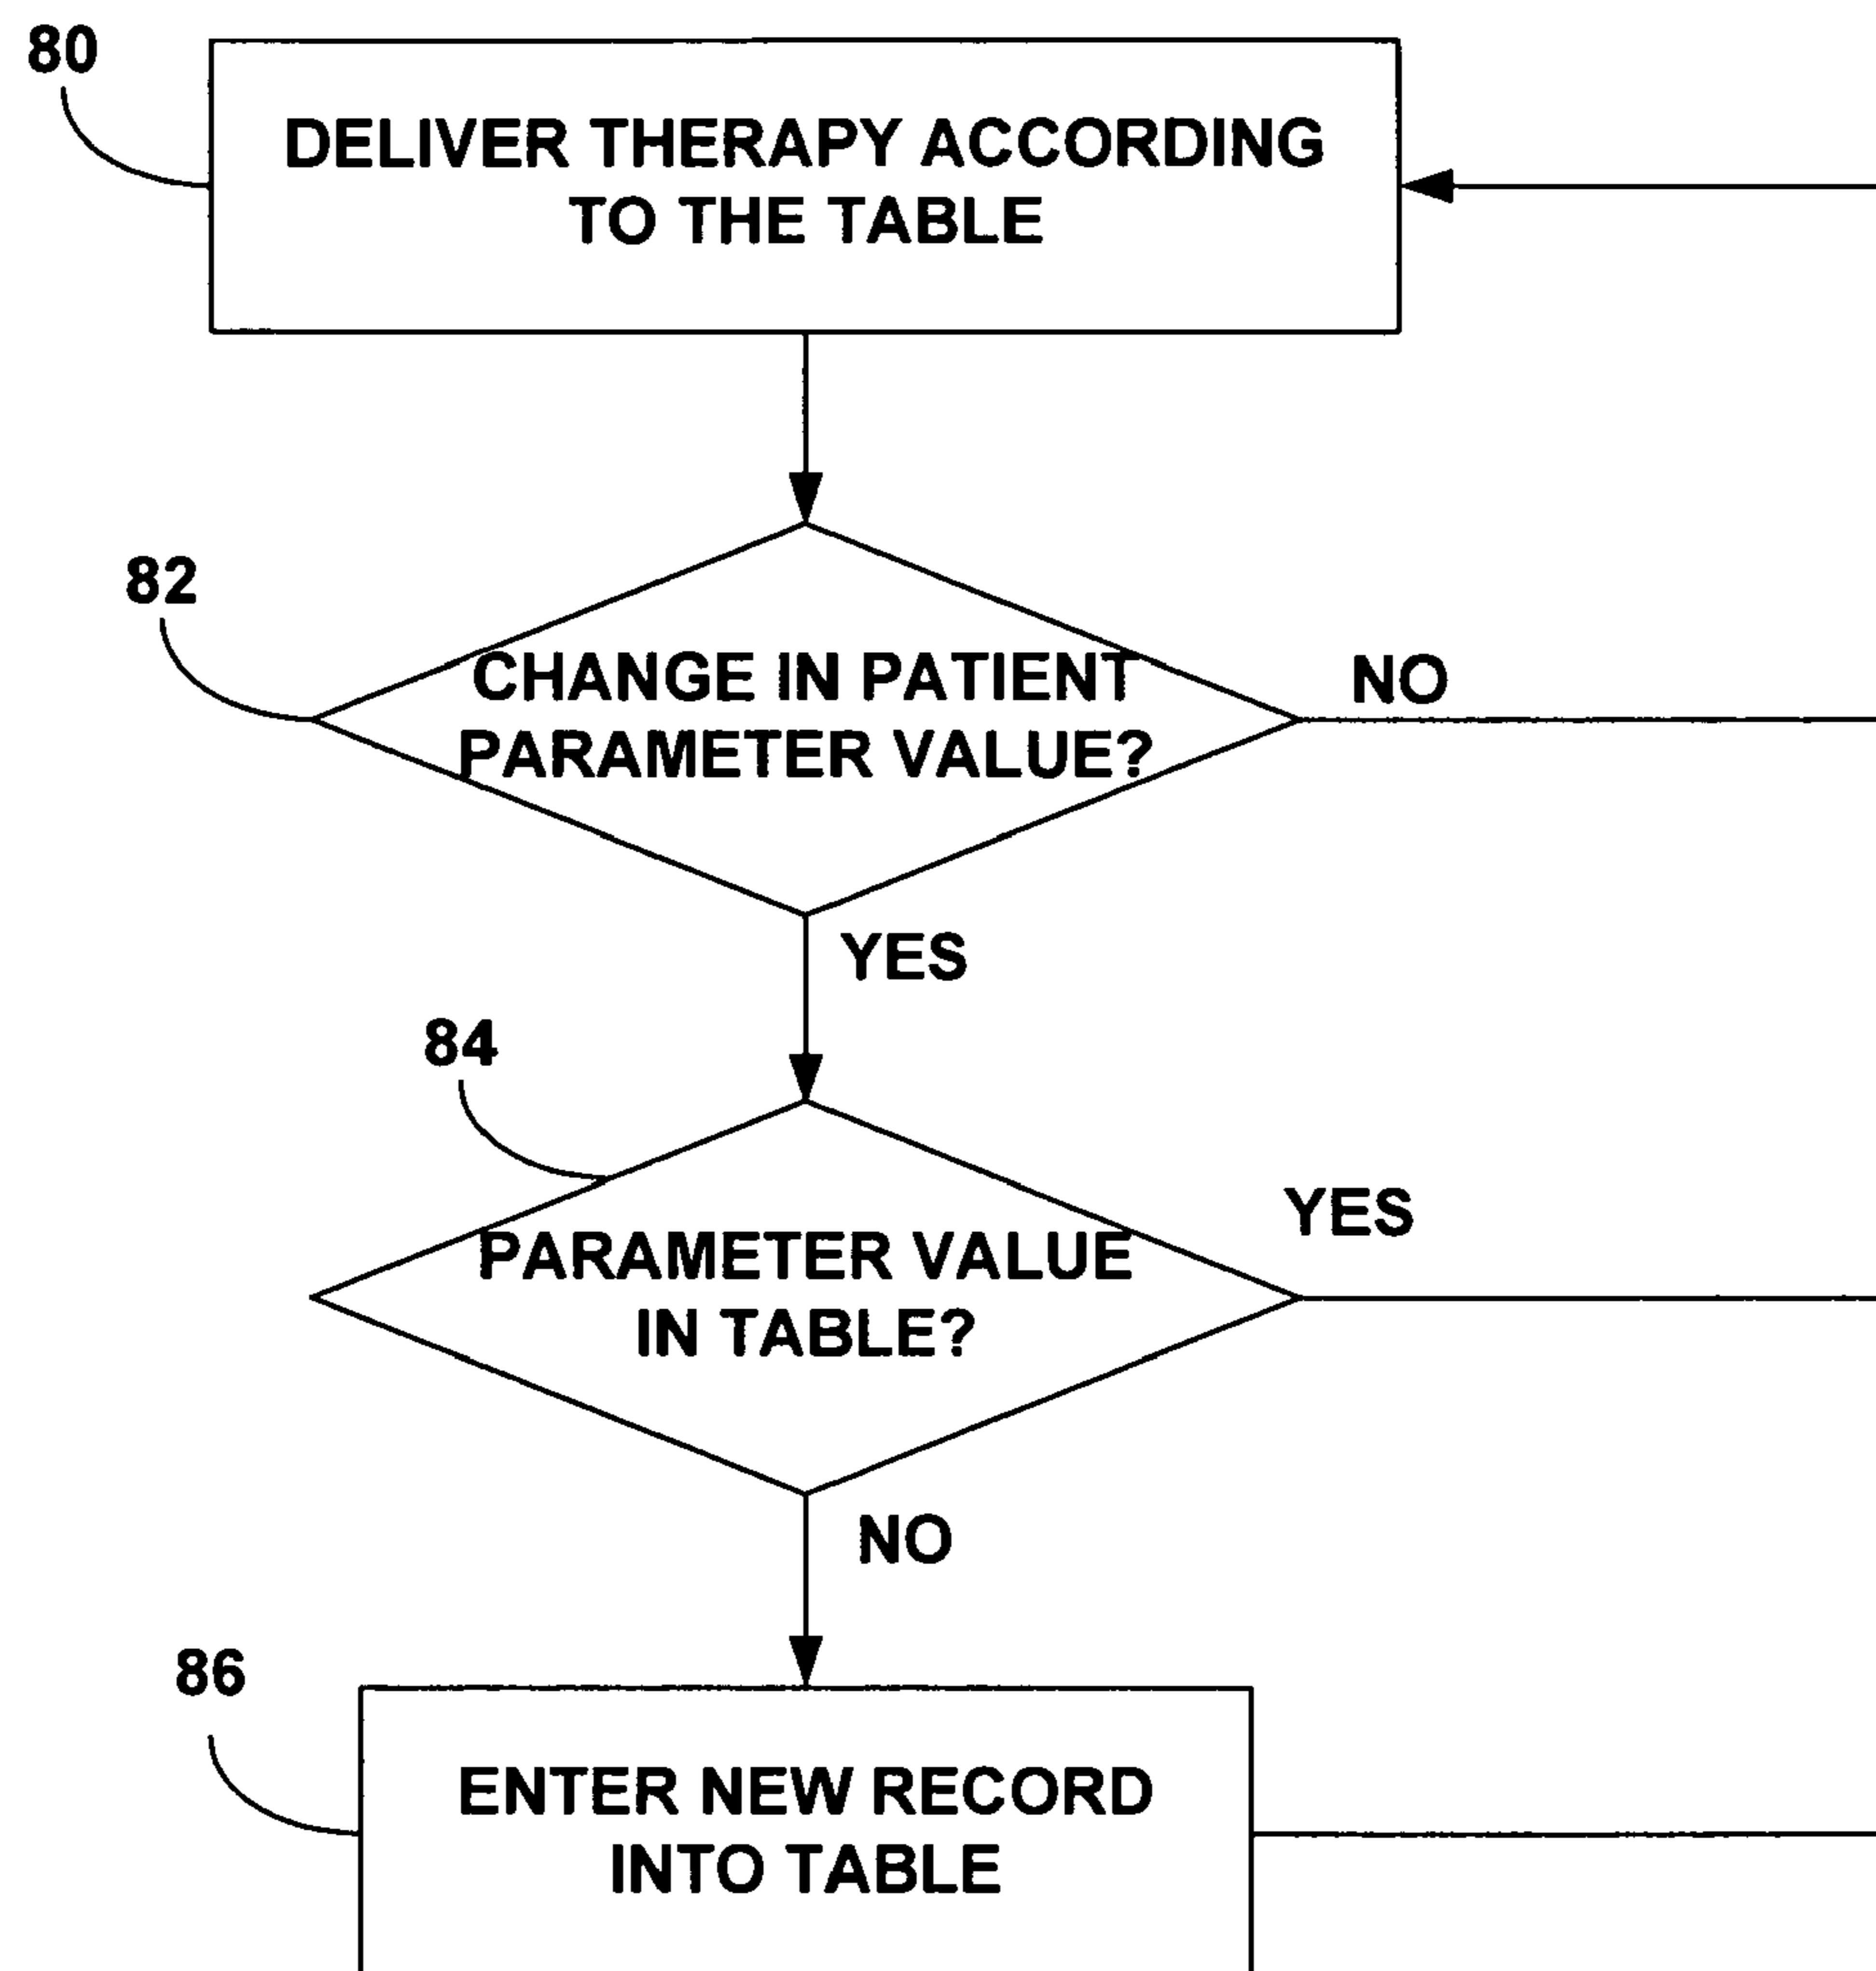 80
DELIVER THERAPY ACCORDING
TO THE TABLE
82
CHANGE IN PATIENT
PARAMETER VALUE?
NO
YES
84
PARAMETER VALUE
IN TABLE?
YES
NO
86
ENTER NEW RECORD
INTO TABLE